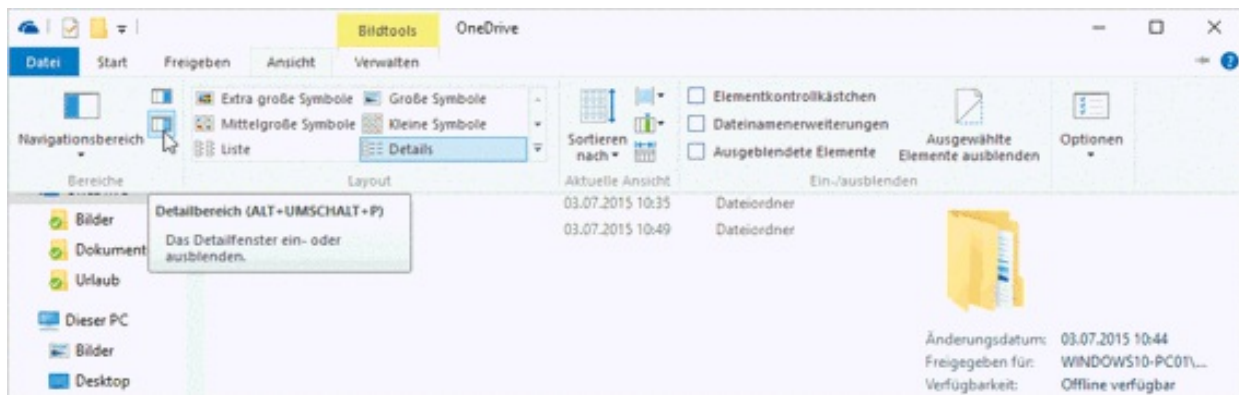 Bildtools OneDrive
Datei Start Freigeben Ansicht Verwalten
Extra große Symbole Große Symbole
Mittelgroße Symbole Kleine Symbole
Liste Details
Navigationsbereich
Sortieren
nach
Elementkontrollkästchen
Dateinamenerweiterungen
Ausgeblendete Elemente
Ausgewählte
Elemente ausblenden
Optionen
Bereiche Layout Aktuelle Ansicht Ein-/ausblenden
03.07.2015 10:35 Dateiordner
03.07.2015 10:49 Dateiordner
Bilder
Dokument
Urlaub
Dieser PC
Bilder
Desktop
Detailbereich (ALT+UMSCHALT+P)
Das Detailfenster ein- oder
ausblenden.
Änderungsdatum: 03.07.2015 10:44
Freigegeben für: WINDOWS10-PC01\...
Verfügbarkeit: Offline verfügbar